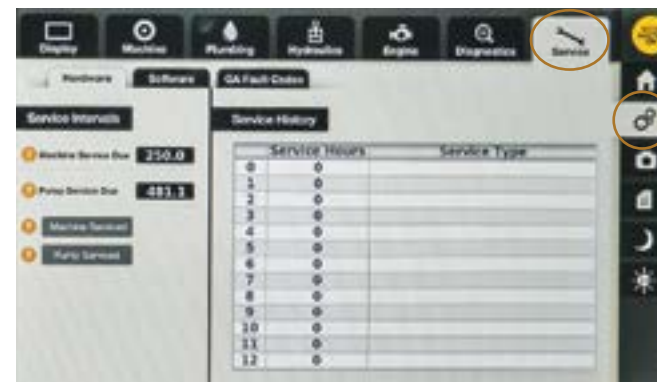 Display Machine Plumbing Hydraulics Engine Diagnostics Service
Hardware Software QA Fault Codes
Service Intervals Service History
Machine Service Due 250.0
Pump Service Due 481.1
Machine Serviced
Pump Serviced
Service Hours Service Type
0 0
1 0
2 0
3 0
4 0
5 0
6 0
7 0
8 0
9 0
10 0
11 0
12 0